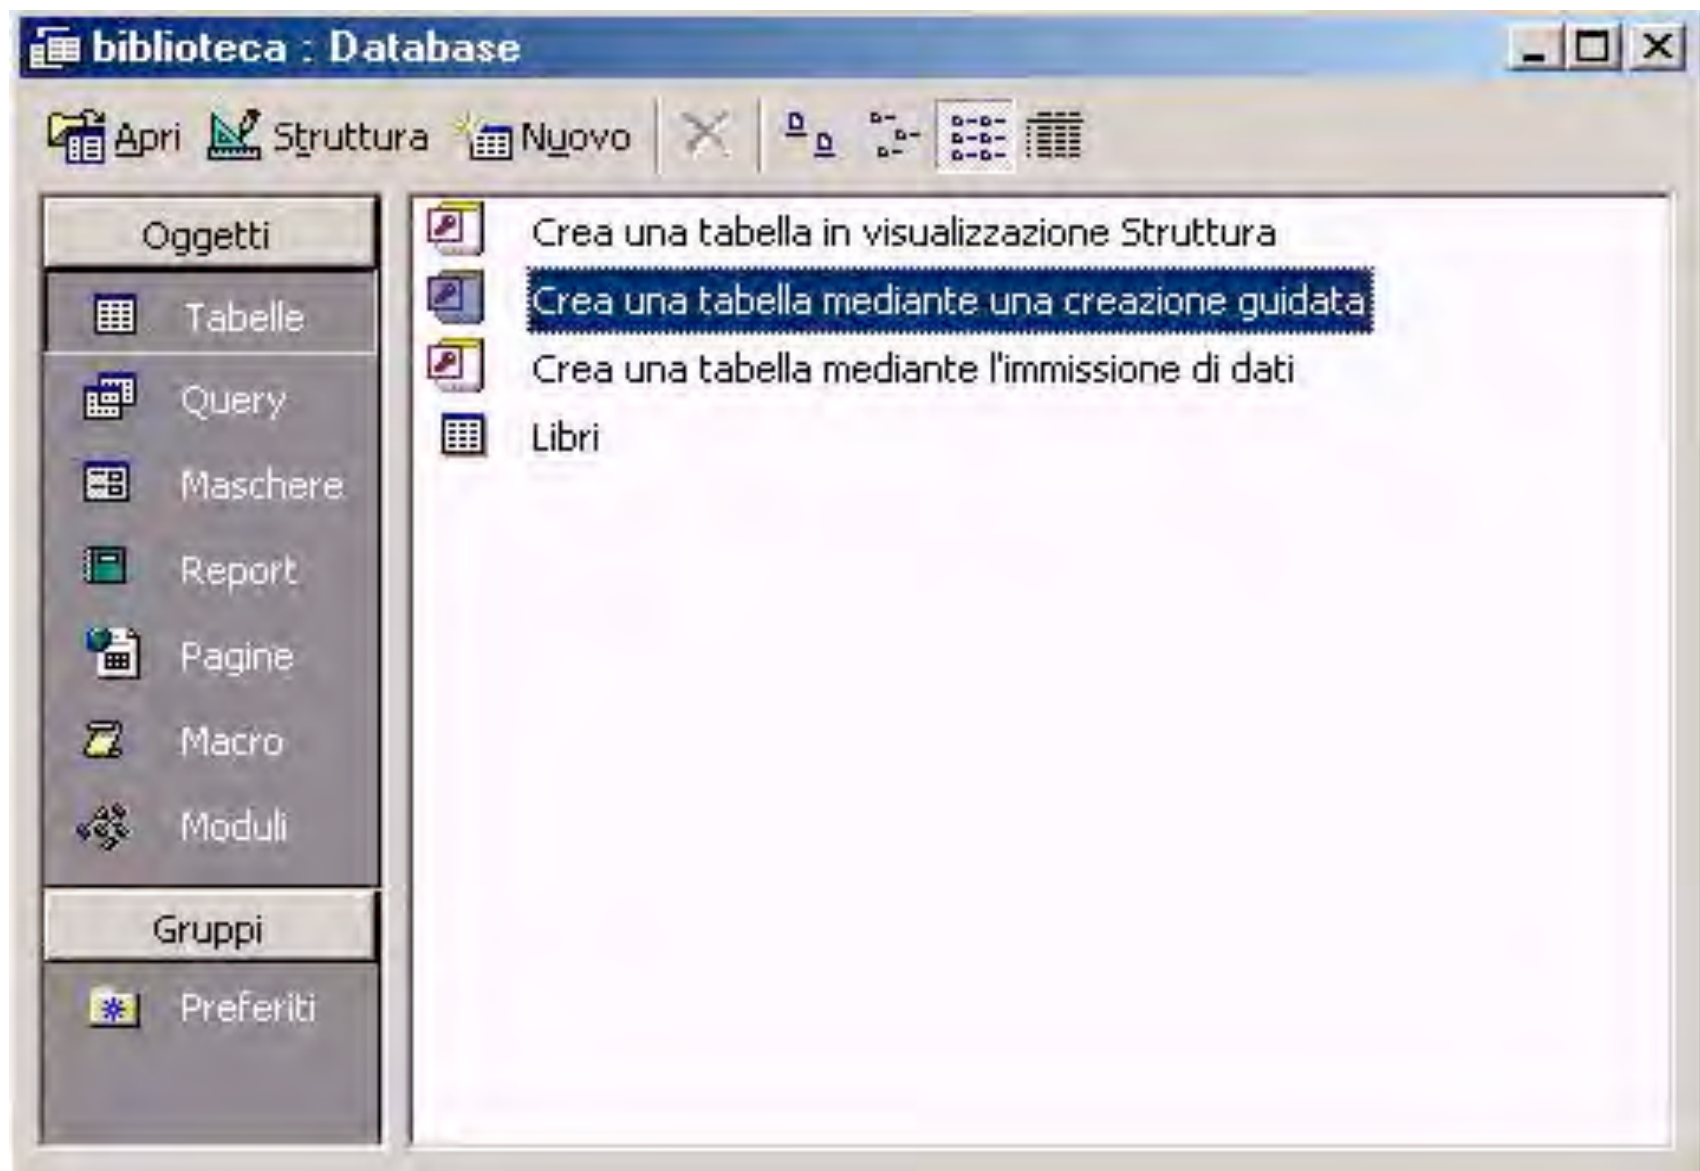 biblioteca : Database
Apri Struttura Nuovo
Oggetti
Tabelle
Query
Maschere
Report
Pagine
Macro
Moduli
Gruppi
Preferiti
Crea una tabella in visualizzazione Struttura
Crea una tabella mediante una creazione guidata
Crea una tabella mediante l'immissione di dati
Libri